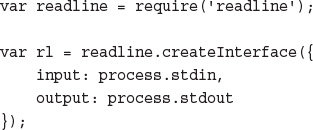 var readline = require('readline');

var rl = readline.createInterface({
    input: process.stdin,
    output: process.stdout
});